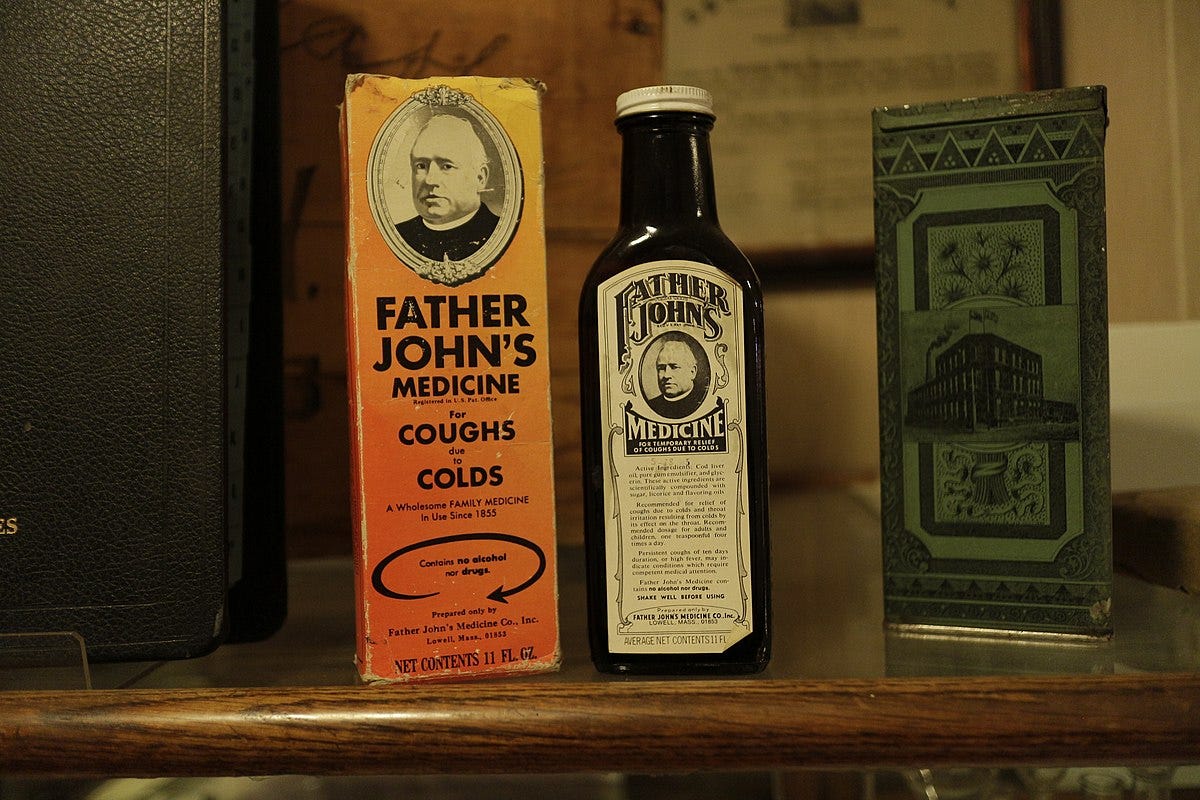 ES
FATHER
JOHN'S
MEDICINE
Registered in U.S. Pat. Office
For
COUGHS
due
to
COLDS
A Wholesome FAMILY MEDICINE
In Use Since 1855
Contains no alcohol
nor drugs.
Prepared only by
Father John's Medicine Co., Inc.
Lowell, Mass., 01853
NET CONTENTS 11 FL. OZ.
FATHER
JOHN'S
MEDICINE
FOR TEMPORARY RELIEF
OF COUGHS DUE TO COLDS
Active Ingredients: Cod liver
oil, pure gum emulsifier, and glyc-
erin. These active ingredients are
scientifically compounded with
sugar, licorice and flavoring oils
Recommended for relief of
coughs due to colds and throat
irritation resulting from colds by
its effect on the throat. Recom-
mended dosage for adults and
children, one teaspoonful four
times a day.
Persistent coughs of ten days
duration, or high fever, may in-
dicate conditions which require
competent medical attention.
Father John's Medicine con-
tains no alcohol nor drugs.
SHAKE WELL BEFORE USING
Prepared only by
FATHER JOHN'S MEDICINE CO., Inc.
LOWELL, MASS. 01853
AVERAGE NET CONTENTS 11 FL